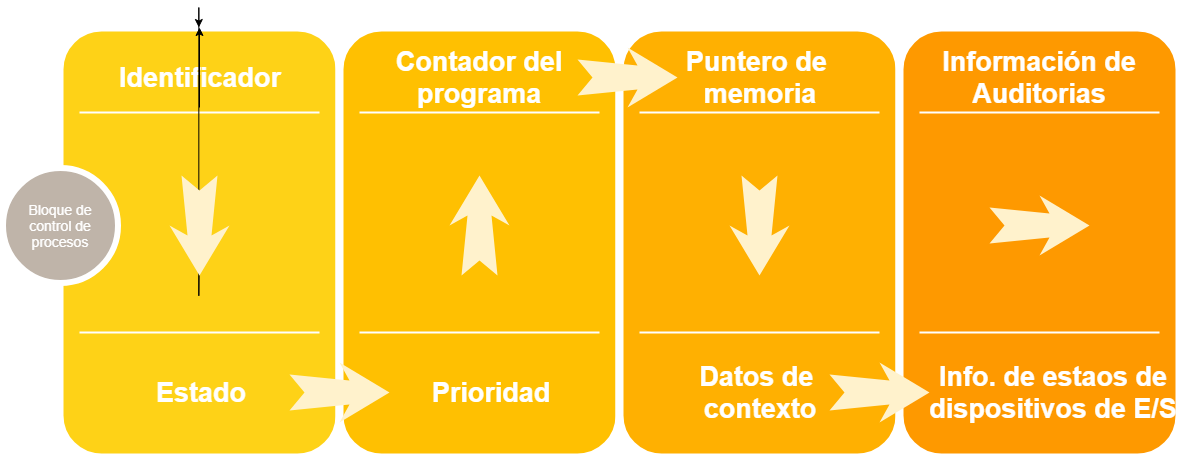 Identificador
Contador del
programa
Puntero de
memoria
Información de
Auditorias
Bloque de
control de
procesos
Estado
Prioridad
Datos de
contexto
Info. de estaos de
dispositivos de E/S